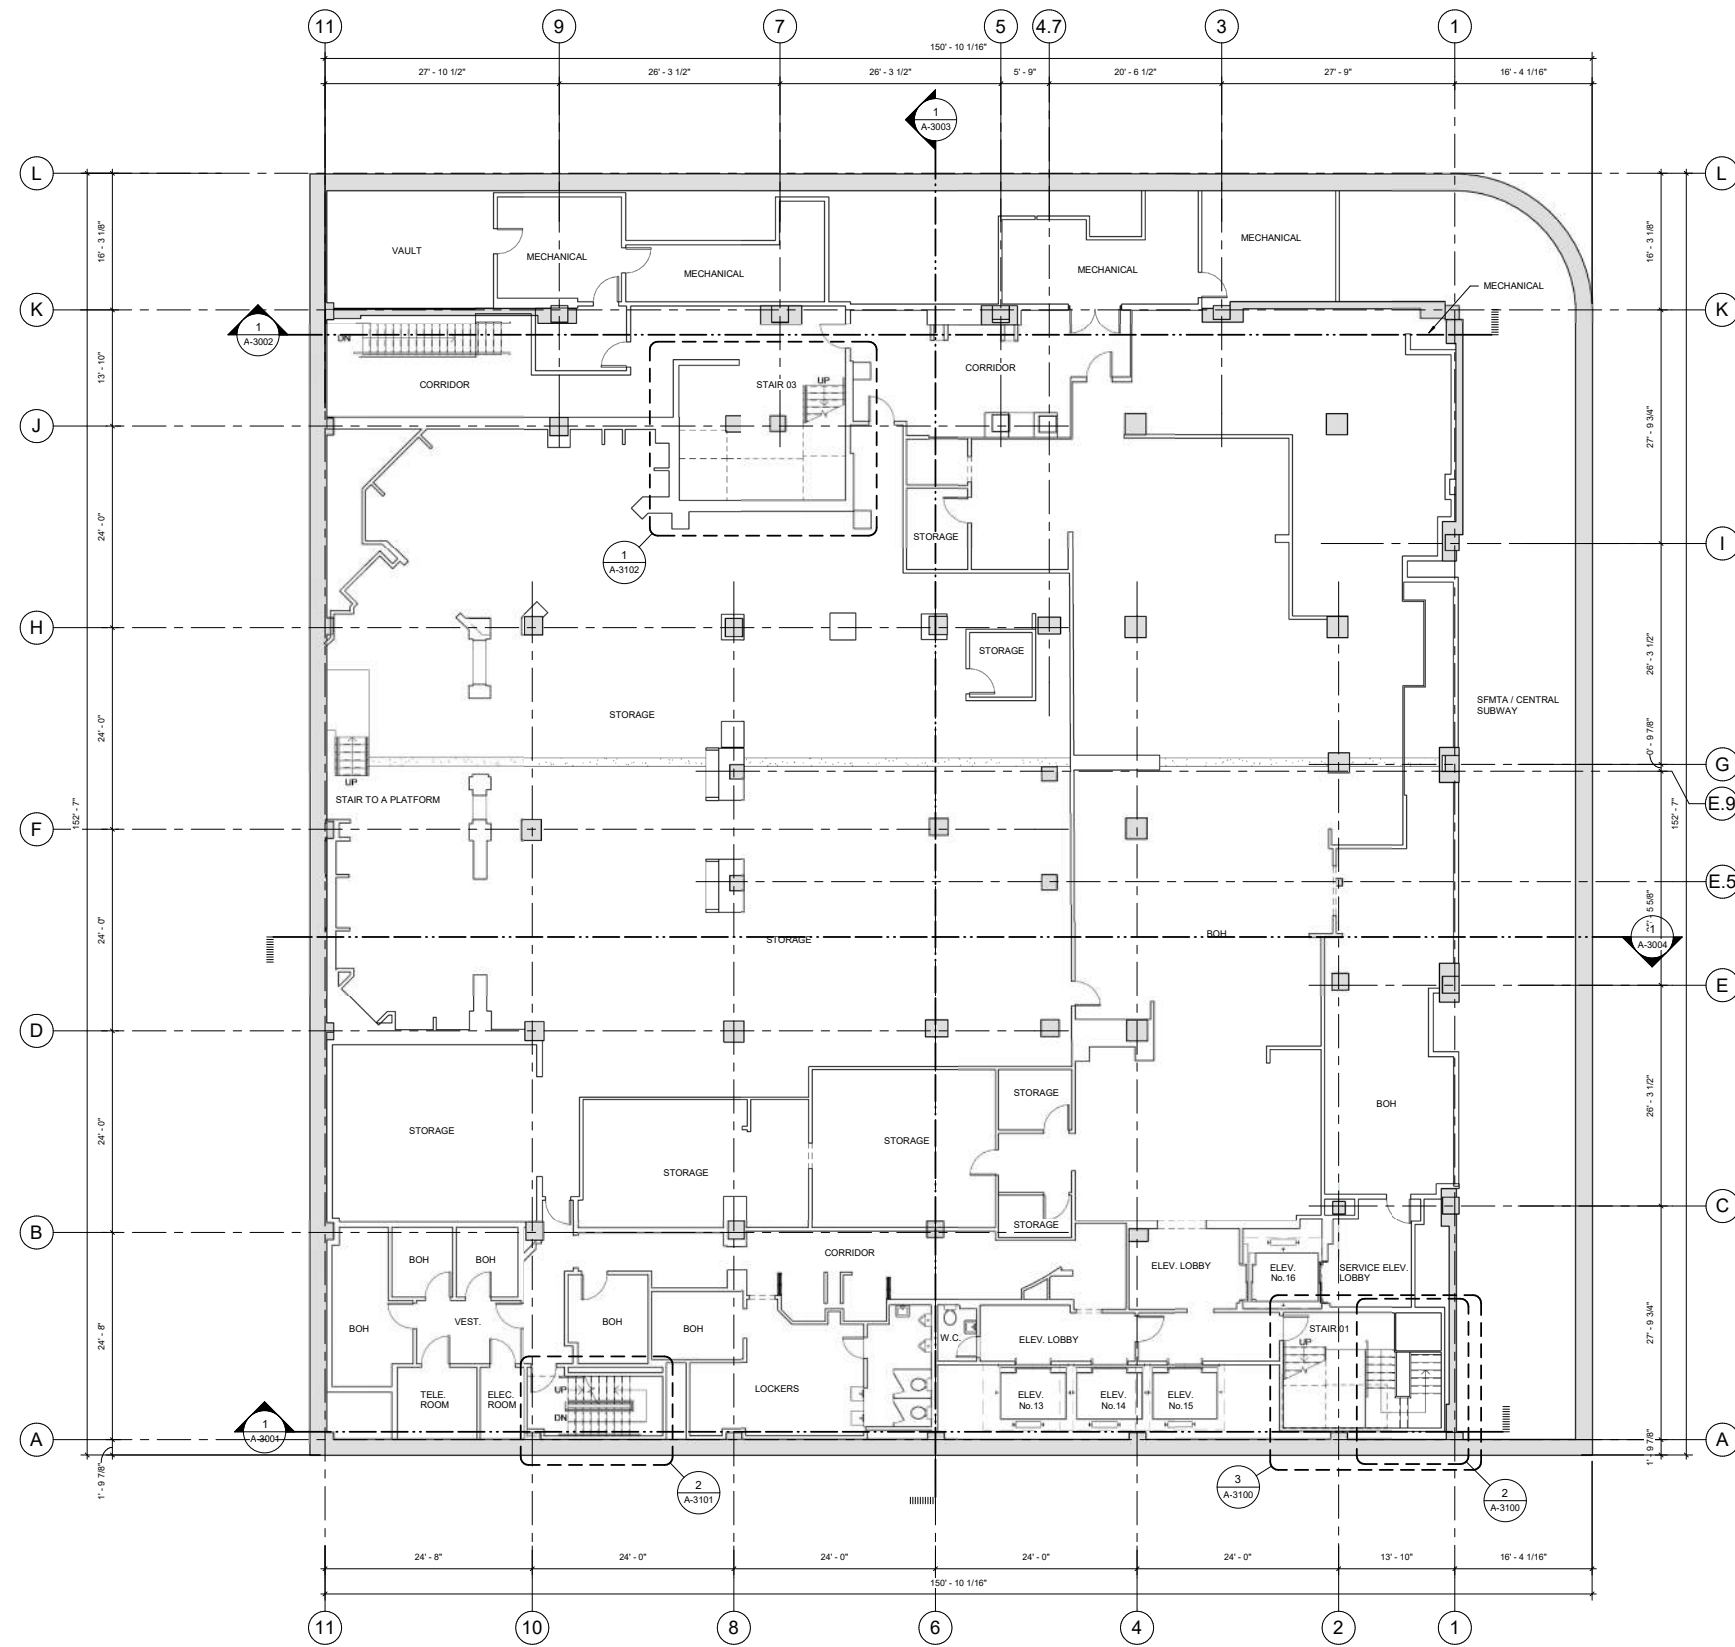 11
9
7
5
4.7
3
1
150' - 10 1/16"
27' - 10 1/2"
26' - 3 1/2"
26' - 3 1/2"
5' - 9"
20' - 6 1/2"
27' - 9"
16' - 4 1/16"
1
A-3003
L
L
16' - 3 1/8"
16' - 3 1/8"
VAULT
MECHANICAL
MECHANICAL
MECHANICAL
MECHANICAL
MECHANICAL
K
K
1
A-3002
DN
13' - 10"
CORRIDOR
STAIR 03
UP
CORRIDOR
J
27' - 9 3/4"
24' - 0"
STORAGE
I
1
A-3102
H
STORAGE
26' - 3 1/2"
SFMTA / CENTRAL
SUBWAY
STORAGE
24' - 0"
0' - 9 7/8"
G
UP
STAIR TO A PLATFORM
E.9
152' - 7"
152' - 7"
F
E.5
24' - 0"
5 5/8"
STORAGE
BOH
1
A-3004
E
D
STORAGE
BOH
26' - 3 1/2"
24' - 0"
STORAGE
STORAGE
STORAGE
C
STORAGE
B
BOH
BOH
CORRIDOR
ELEV. LOBBY
ELEV.
No.16
SERVICE ELEV.
LOBBY
BOH
VEST.
BOH
BOH
W.C.
ELEV. LOBBY
STAIR 01
UP
24' - 8"
27' - 9 3/4"
TELE.
ROOM
ELEC.
ROOM
UP
DN
LOCKERS
ELEV.
No.13
ELEV.
No.14
ELEV.
No.15
1
A-3001
A
A
1' - 9 7/8"
1' - 9 7/8"
2
A-3101
3
A-3100
2
A-3100
24' - 8"
24' - 0"
24' - 0"
24' - 0"
24' - 0"
13' - 10"
16' - 4 1/16"
150' - 10 1/16"
11
10
8
6
4
2
1